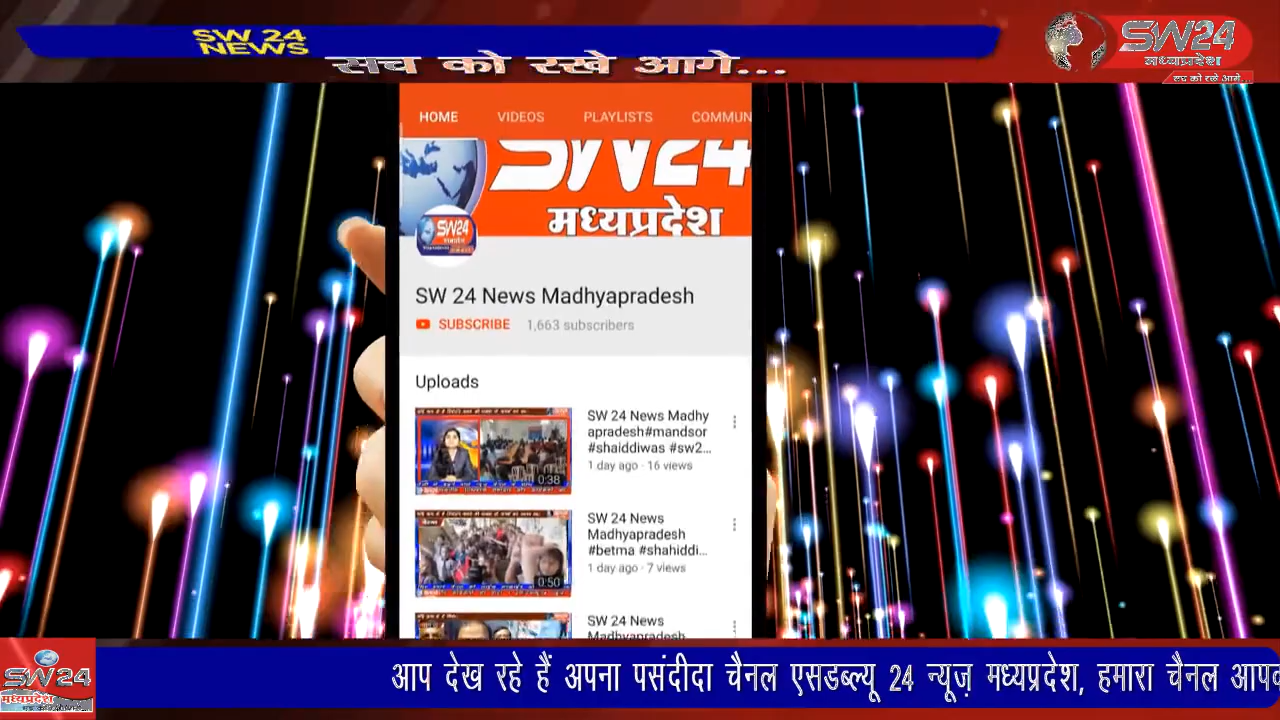 SW 24
NEWS
सच को रखे आगे...
SW24
मध्यप्रदेश
सच को रखे आगे...
HOME VIDEOS PLAYLISTS COMMUN
SW24
मध्यप्रदेश
SW24
SW 24 News Madhyapradesh
SUBSCRIBE 1,663 subscribers
Uploads
SW 24 News Madhy
apradesh#mandsor
#shaiddiwas #sw2...
1 day ago · 16 views
0:38
SW 24 News
Madhyapradesh
#betma #shahiddi...
1 day ago · 7 views
0:50
SW 24 News
Madhyapradesh
SW24
मध्यप्रदेश
आप देख रहे हैं अपना पसंदीदा चैनल एसडब्ल्यू 24 न्यूज़ मध्यप्रदेश, हमारा चैनल आपव